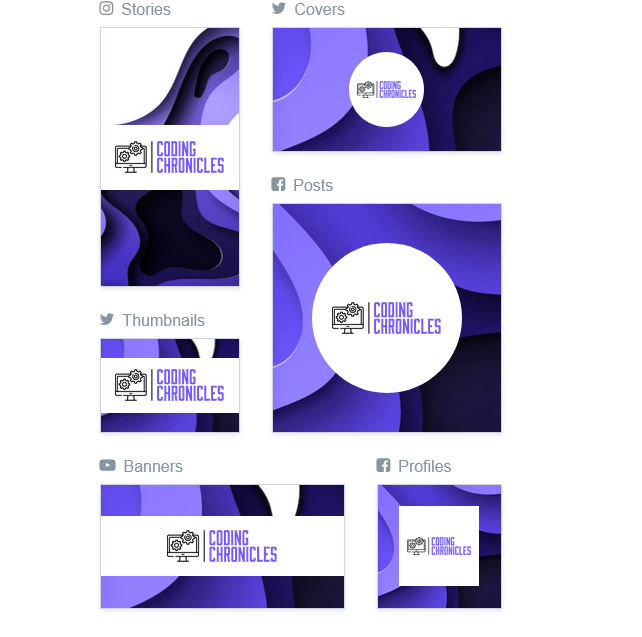 Stories
CODING
CHRONICLES
Covers
CODING
CHRONICLES
Posts
CODING
CHRONICLES
Thumbnails
CODING
CHRONICLES
Banners
CODING
CHRONICLES
Profiles
CODING
CHRONICLES